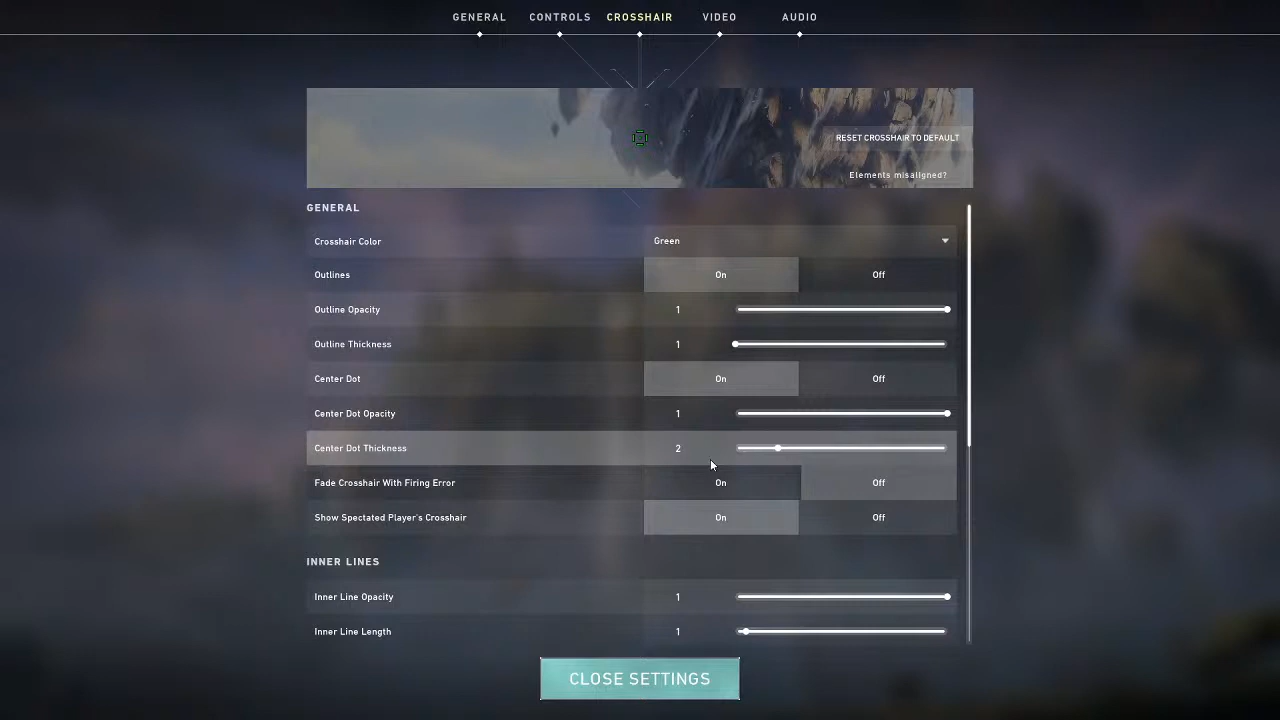 GENERAL CONTROLS CROSSHAIR VIDEO AUDIO
RESET CROSSHAIR TO DEFAULT
Elements misaligned?
GENERAL
Crosshair Color Green
Outlines On Off
Outline Opacity 1
Outline Thickness 1
Center Dot On Off
Center Dot Opacity 1
Center Dot Thickness 2
Fade Crosshair With Firing Error On Off
Show Spectated Player's Crosshair On Off
INNER LINES
Inner Line Opacity 1
Inner Line Length 1
CLOSE SETTINGS